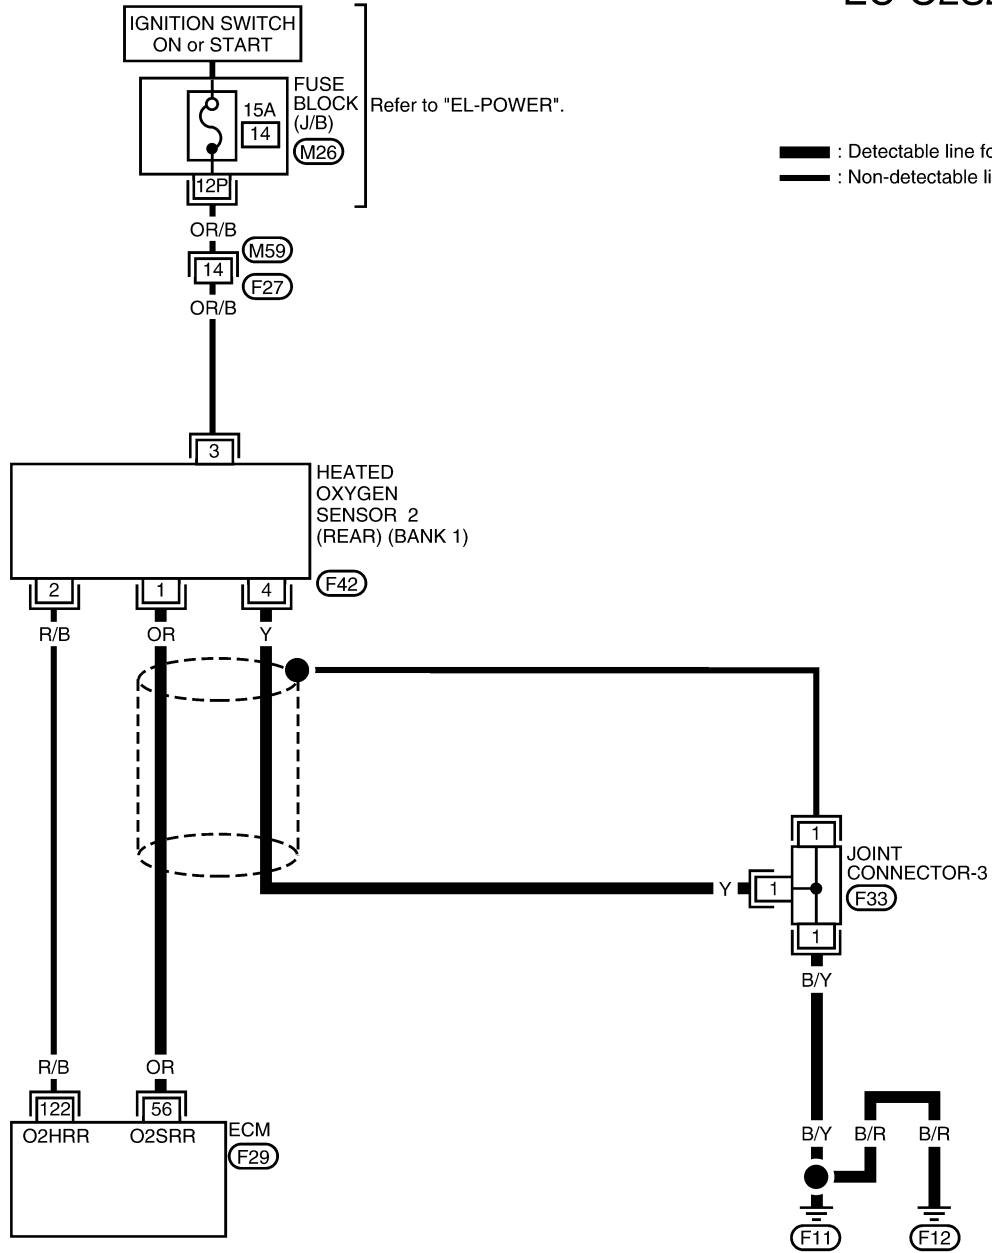 IGNITION SWITCH
ON or START
FUSE
BLOCK
(J/B)
Refer to "EL-POWER".
15A
14
M26
12P
: Detectable line fo
: Non-detectable li
OR/B
M59
14
F27
OR/B
3
HEATED
OXYGEN
SENSOR 2
(REAR) (BANK 1)
2
1
4
F42
R/B
OR
Y
1
JOINT
CONNECTOR-3
Y
1
F33
1
B/Y
R/B
OR
122
56
O2HRR
O2SRR
ECM
F29
B/Y
B/R
B/R
F11
F12